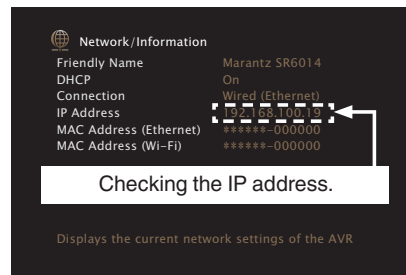 Network/Information
Friendly Name Marantz SR6014
DHCP On
Connection Wired (Ethernet)
IP Address 192.168.100.19
MAC Address (Ethernet) ******-000000
MAC Address (Wi-Fi) ******-000000
Checking the IP address.
Displays the current network settings of the AVR